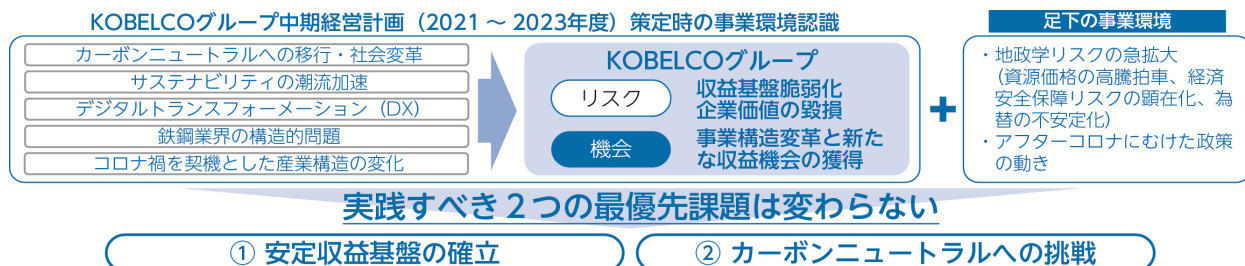 KOBELCOグループ中期経営計画（2021 ～ 2023年度）策定時の事業環境認識
カーボンニュートラルへの移行・社会変革
サステナビリティの潮流加速
デジタルトランスフォーメーション（DX）
鉄鋼業界の構造的問題
コロナ禍を契機とした産業構造の変化
KOBELCOグループ
リスク
収益基盤脆弱化
企業価値の毀損
機会
事業構造変革と新た
な収益機会の獲得
+
足下の事業環境
・地政学リスクの急拡大
（資源価格の高騰拍車、経済
安全保障リスクの顕在化、為
替の不安定化）
・アフターコロナにむけた政策
の動き
実践すべき２つの最優先課題は変わらない
① 安定収益基盤の確立
② カーボンニュートラルへの挑戦